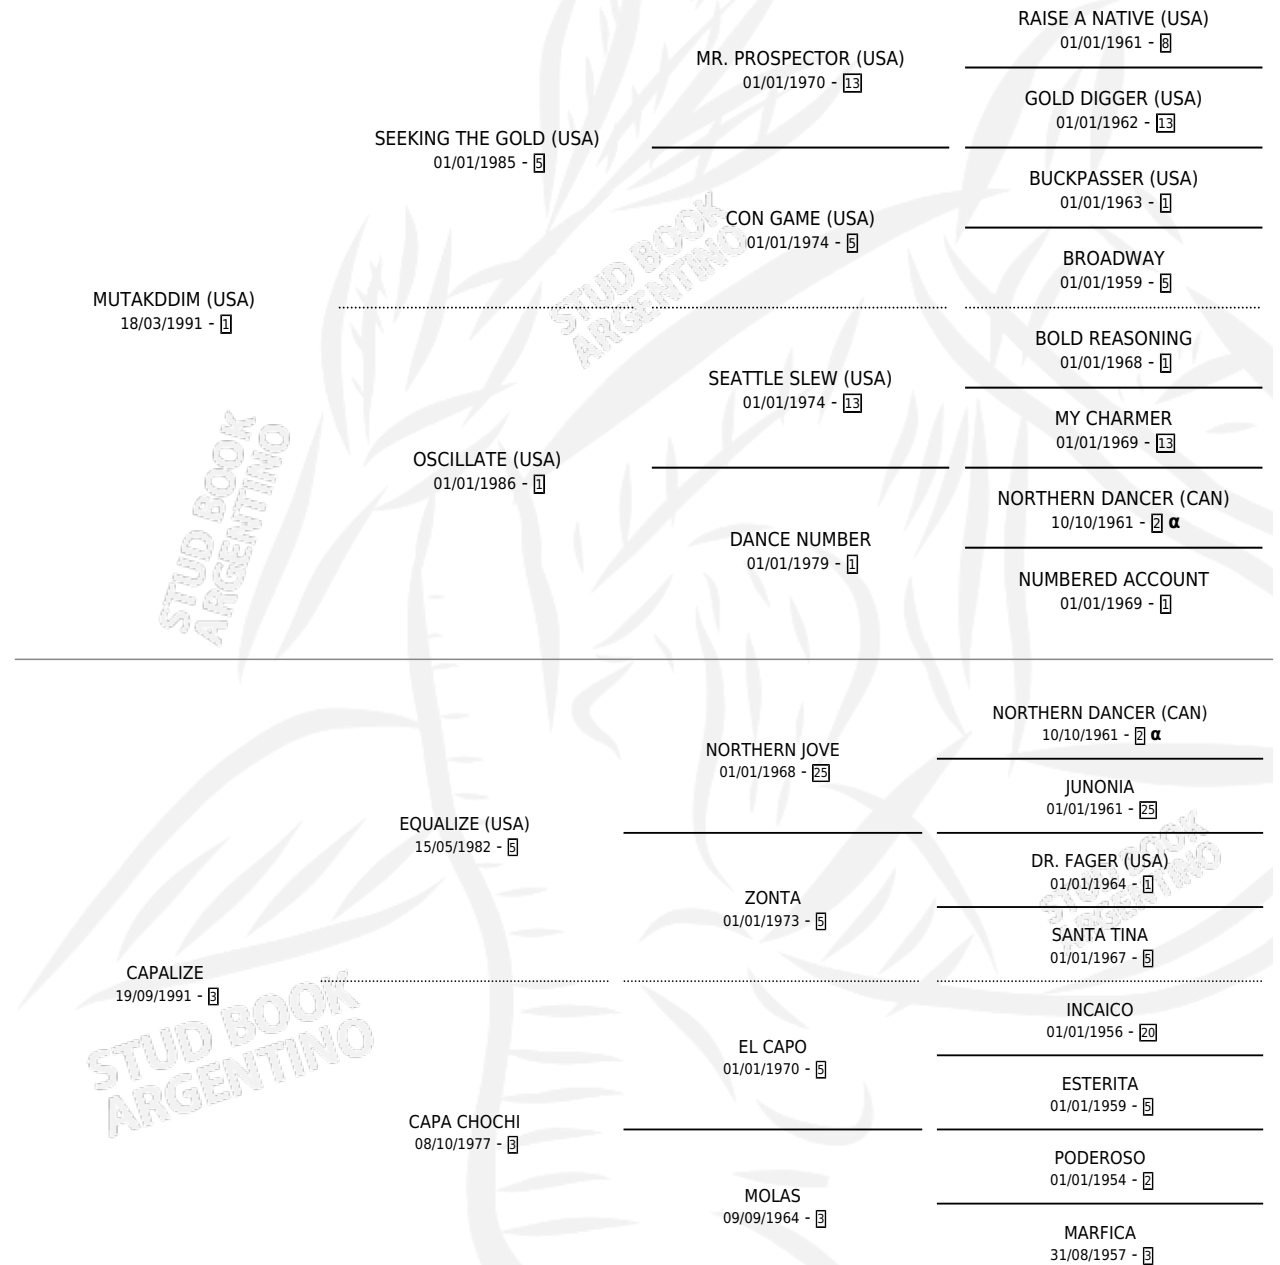 RAISE A NATIVE (USA)
01/01/1961 - 8
MR. PROSPECTOR (USA)
01/01/1970 - 13
GOLD DIGGER (USA)
01/01/1962 - 13
SEEKING THE GOLD (USA)
01/01/1985 - 5
BUCKPASSER (USA)
01/01/1963 - 1
CON GAME (USA)
01/01/1974 - 5
BROADWAY
01/01/1959 - 5
MUTAKDDIM (USA)
18/03/1991 - 1
BOLD REASONING
01/01/1968 - 1
SEATTLE SLEW (USA)
01/01/1974 - 13
MY CHARMER
01/01/1969 - 13
OSCILLATE (USA)
01/01/1986 - 1
NORTHERN DANCER (CAN)
10/10/1961 - 2 α
DANCE NUMBER
01/01/1979 - 1
NUMBERED ACCOUNT
01/01/1969 - 1
NORTHERN DANCER (CAN)
10/10/1961 - 2 α
NORTHERN JOVE
01/01/1968 - 25
JUNONIA
01/01/1961 - 25
EQUALIZE (USA)
15/05/1982 - 5
DR. FAGER (USA)
01/01/1964 - 1
ZONTA
01/01/1973 - 5
SANTA TINA
01/01/1967 - 5
CAPALIZE
19/09/1991 - 3
INCAICO
01/01/1956 - 20
EL CAPO
01/01/1970 - 5
ESTERITA
01/01/1959 - 5
CAPA CHOCHI
08/10/1977 - 3
PODEROSO
01/01/1954 - 2
MOLAS
09/09/1964 - 3
MARFICA
31/08/1957 - 3
STUD BOOK
ARGENTINO
STUD BOOK
ARGENTINO
STUD BOOK
ARGENTINO
STUD BOOK
ARGENTINO